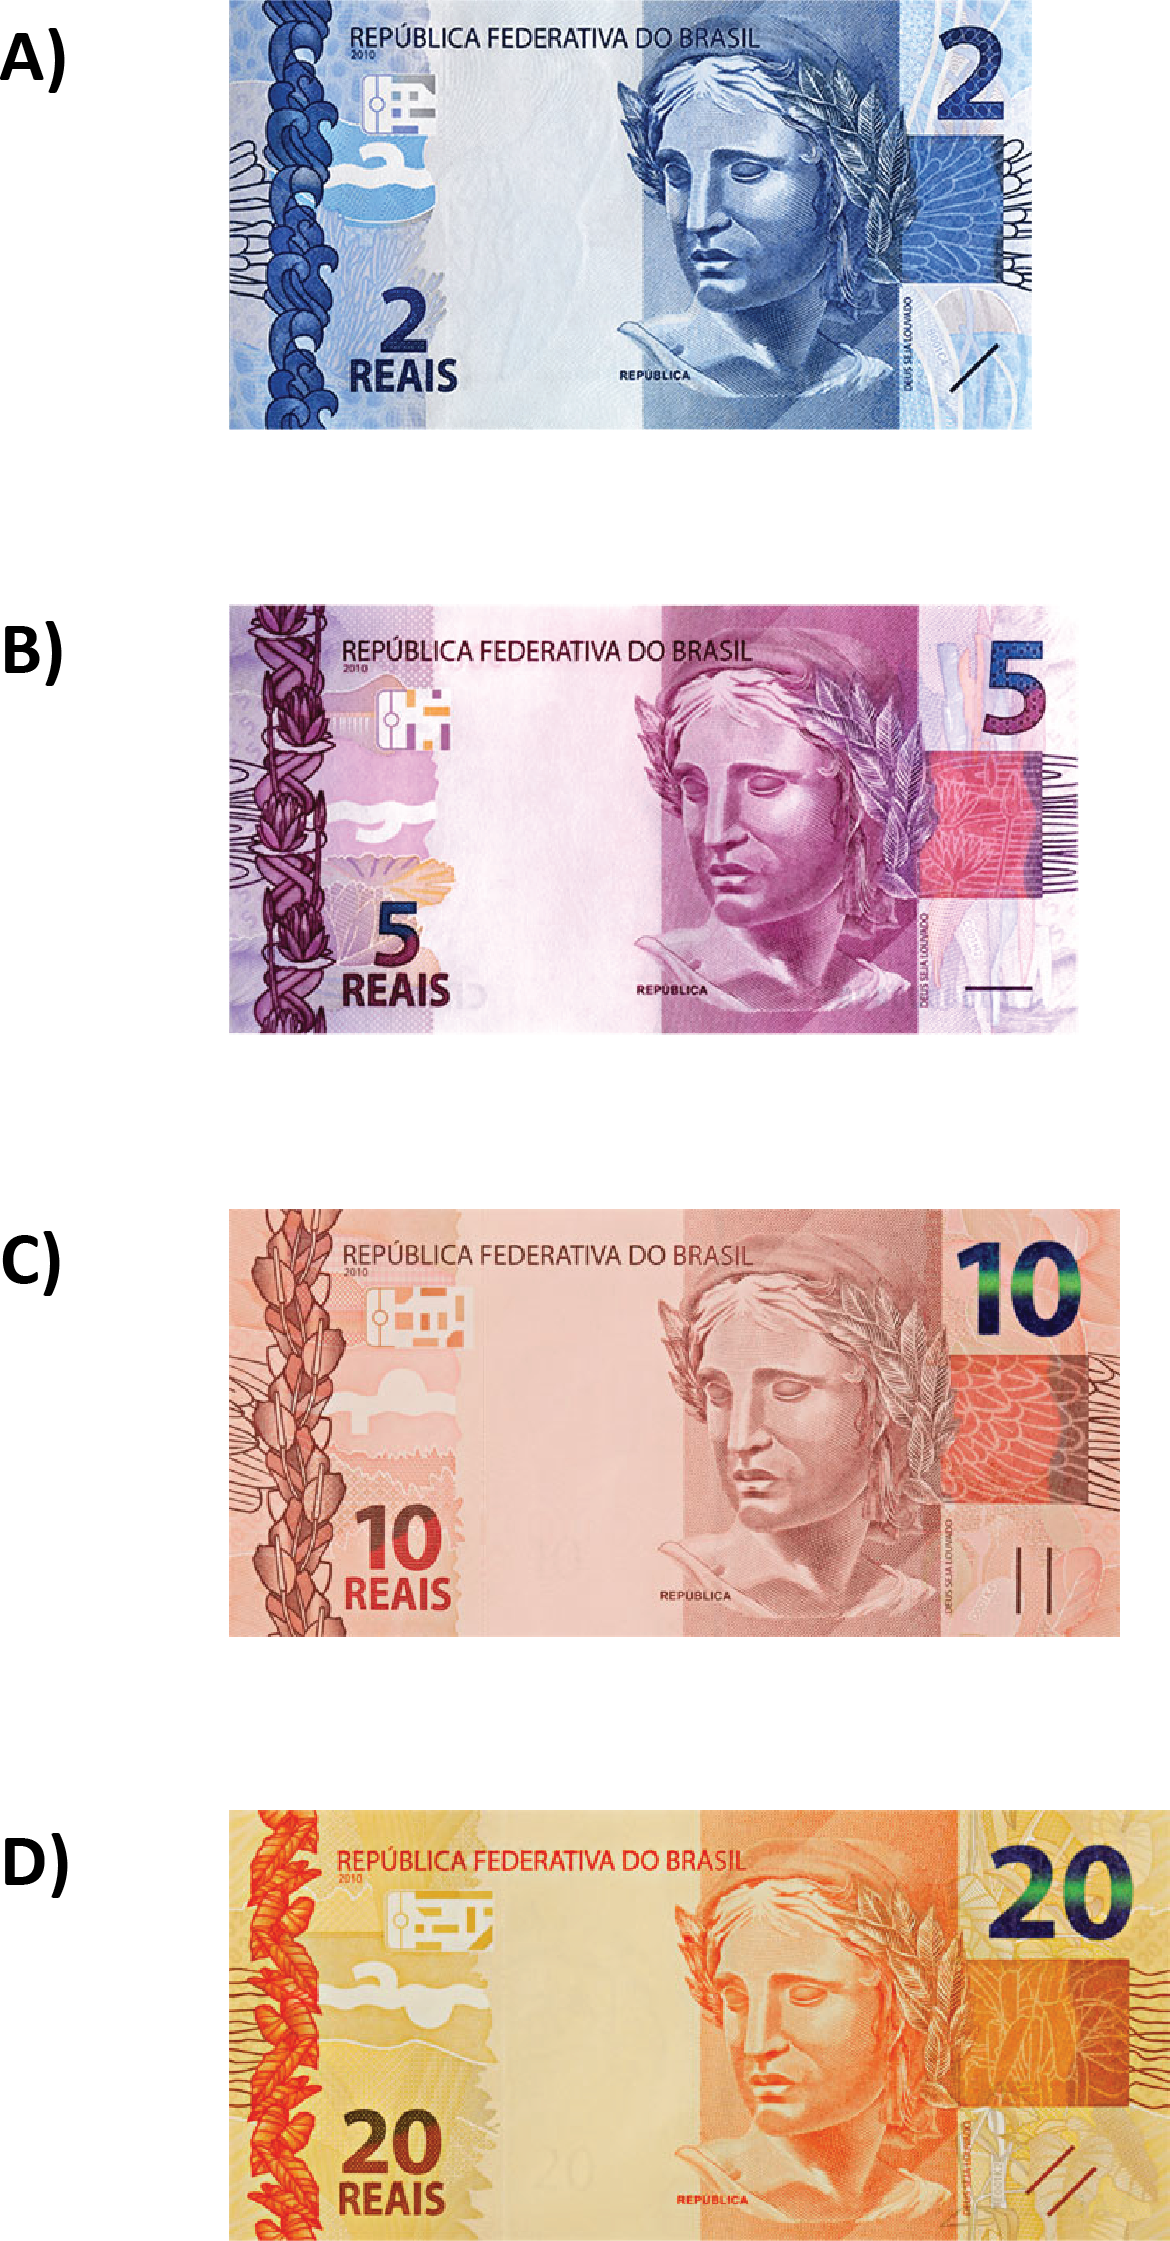 A)
REPÚBLICA FEDERATIVA DO BRASIL
2010
2
2
REAIS
REPÚBLICA
DEUS SEJA LOUVADO
B)
REPÚBLICA FEDERATIVA DO BRASIL
2010
5
5
REAIS
REPÚBLICA
DEUS SEJA LOUVADO
C)
REPÚBLICA FEDERATIVA DO BRASIL
2010
10
10
REAIS
REPÚBLICA
DEUS SEJA LOUVADO
D)
REPÚBLICA FEDERATIVA DO BRASIL
2010
20
20
20
REAIS
REPÚBLICA
DEUS SEJA LOUVADO